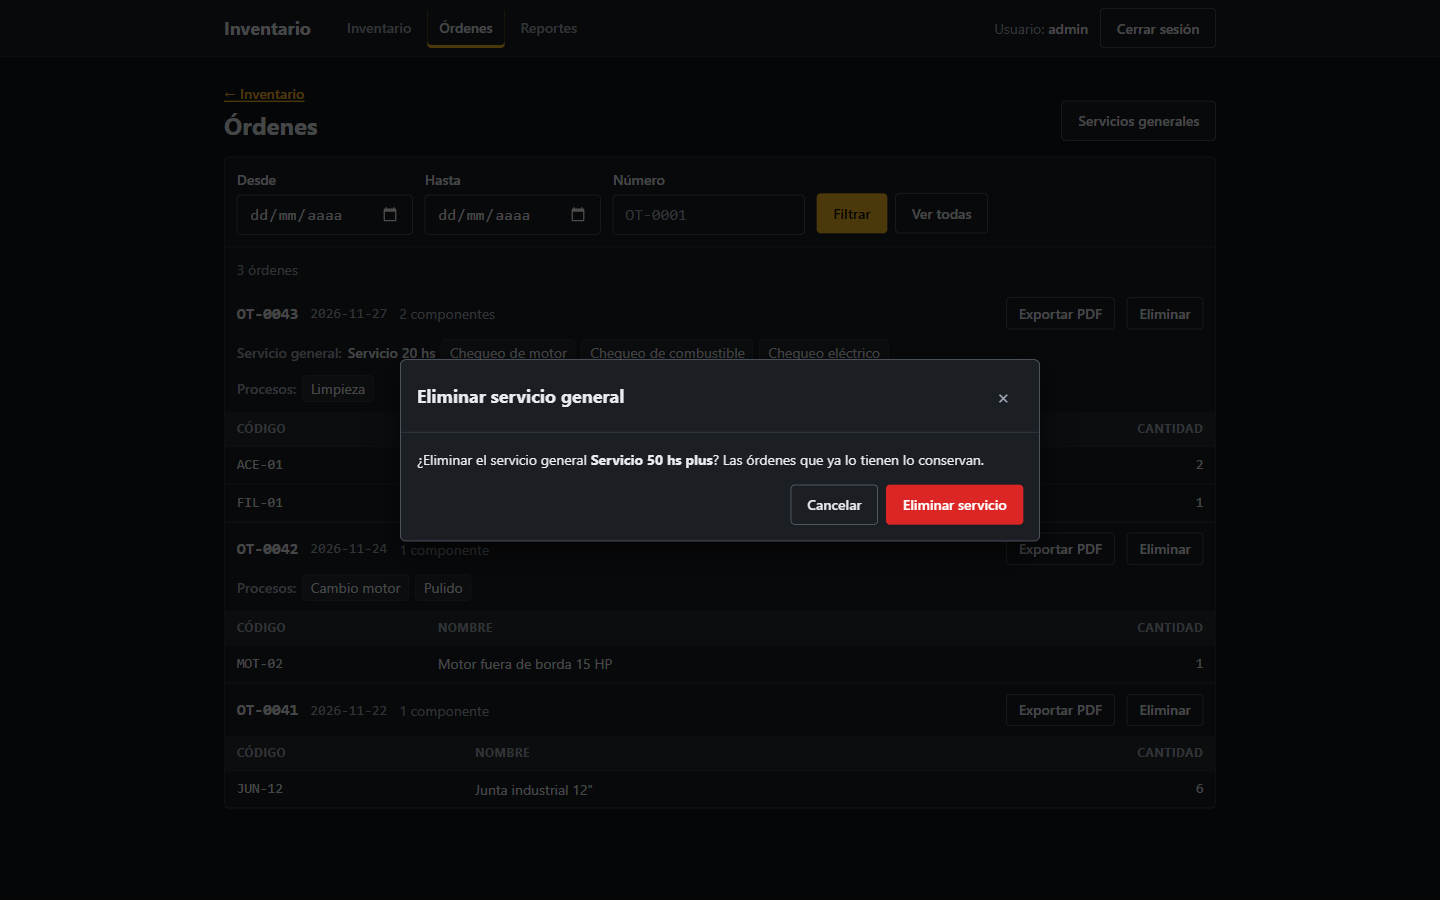 Inventario Inventario Órdenes Reportes Usuario: admin Cerrar sesión
← Inventario
Órdenes
Servicios generales
Desde Hasta Número
dd/mm/aaaa dd/mm/aaaa OT-0001 Filtrar Ver todas
3 órdenes
OT-0043 2026-11-27 2 componentes Exportar PDF Eliminar
Servicio general: Servicio 20 hs Chequeo de motor Chequeo de combustible Chequeo eléctrico
Procesos: Limpieza
Eliminar servicio general ×
¿Eliminar el servicio general Servicio 50 hs plus? Las órdenes que ya lo tienen lo conservan.
Cancelar Eliminar servicio
CÓDIGO CANTIDAD
ACE-01 2
FIL-01 1
OT-0042 2026-11-24 1 componente Exportar PDF Eliminar
Procesos: Cambio motor Pulido
CÓDIGO NOMBRE CANTIDAD
MOT-02 Motor fuera de borda 15 HP 1
OT-0041 2026-11-22 1 componente Exportar PDF Eliminar
CÓDIGO NOMBRE CANTIDAD
JUN-12 Junta industrial 12" 6